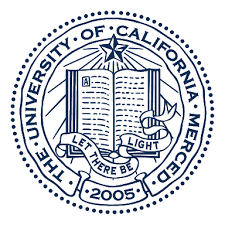 THE UNIVERSITY OF CALIFORNIA MERCED
A
LET THERE BE
LIGHT
·2005·